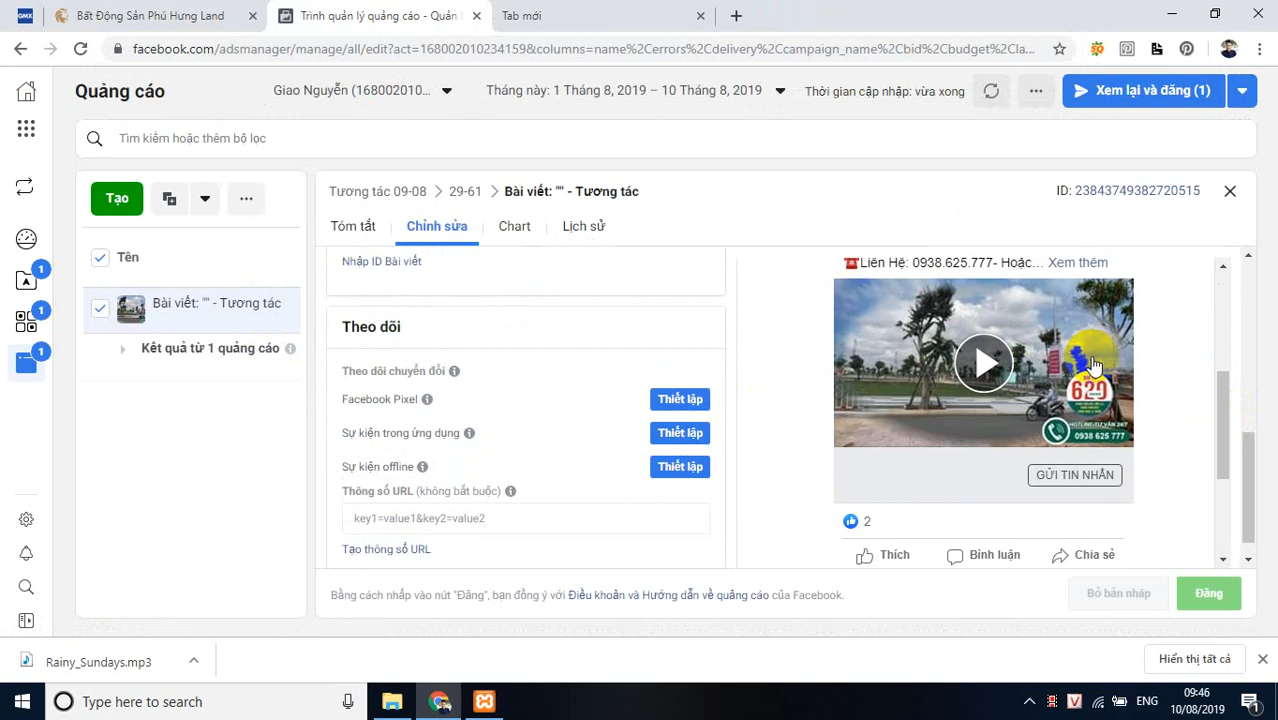 GMX
Bất Động Sản Phú Hưng Land
Trình quản lý quảng cáo - Quản
Tab mới
facebook.com/adsmanager/manage/all/edit?act=168002010234159&columns=name%2Cerrors%2Cdelivery%2Ccampaign_name%2Cbid%2Cbudget%2Cla...
Quảng cáo
Giao Nguyễn (168002010...
Tháng này: 1 Tháng 8, 2019 – 10 Tháng 8, 2019
Thời gian cập nhập: vừa xong
Xem lại và đăng (1)
Tìm kiếm hoặc thêm bộ lọc
Tạo
Tương tác 09-08
29-61
Bài viết: "" - Tương tác
ID: 23843749382720515
Tóm tắt
Chỉnh sửa
Chart
Lịch sử
Tên
1
Bài viết: "" - Tương tác
1
Kết quả từ 1 quảng cáo
1
Nhập ID Bài viết
Theo dõi
Theo dõi chuyển đổi
Facebook Pixel
Thiết lập
Sự kiện trong ứng dụng
Thiết lập
Sự kiện offline
Thiết lập
Thông số URL (không bắt buộc)
key1=value1&key2=value2
Tạo thông số URL
Liên Hệ: 0938.625.777- Hoặc... Xem thêm
629
HOTLINE TƯ VẤN 24/7
0938 625 777
GỬI TIN NHẮN
2
Thích
Bình luận
Chia sẻ
Bằng cách nhấp vào nút "Đăng", bạn đồng ý với Điều khoản và Hướng dẫn về quảng cáo của Facebook.
Bỏ bản nháp
Đăng
Rainy_Sundays.mp3
Hiển thị tất cả
Type here to search
ENG
09:46
10/08/2019
1